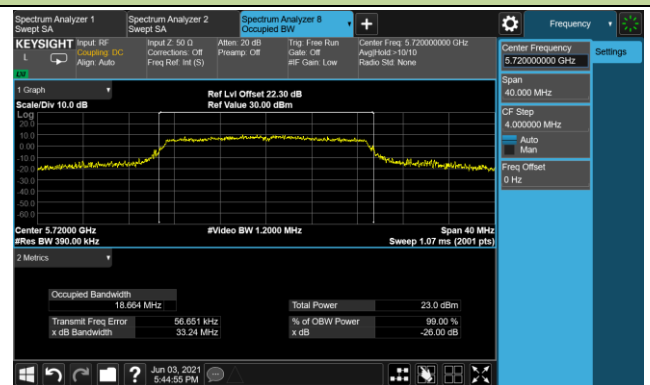 Spectrum Analyzer 1
Swept SA
Spectrum Analyzer 2
Swept SA
Spectrum Analyzer 8
Occupied BW
+
Frequency
KEYSIGHT
L
Input: RF
Coupling: DC
Align: Auto
Input Z: 50 Ω
Corrections: Off
Freq Ref: Int (S)
Atten: 20 dB
Preamp: Off
Trig: Free Run
Gate: Off
#IF Gain: Low
Center Freq: 5.720000000 GHz
Avg|Hold:>10/10
Radio Std: None
Center Frequency
5.720000000 GHz
Settings
Span
40.000 MHz
CF Step
4.000000 MHz
Auto
Man
Freq Offset
0 Hz
1 Graph
Scale/Div 10.0 dB
Ref Lvl Offset 22.30 dB
Ref Value 30.00 dBm
Log
20.0
10.0
0.00
-10.0
-20.0
-30.0
-40.0
-50.0
-60.0
Center 5.72000 GHz
#Res BW 390.00 kHz
#Video BW 1.2000 MHz
Span 40 MHz
Sweep 1.07 ms (2001 pts)
2 Metrics
Occupied Bandwidth
18.664 MHz
Total Power 23.0 dBm
Transmit Freq Error 56.651 kHz
% of OBW Power 99.00 %
x dB Bandwidth 33.24 MHz
x dB -26.00 dB
?
Jun 03, 2021
5:44:55 PM